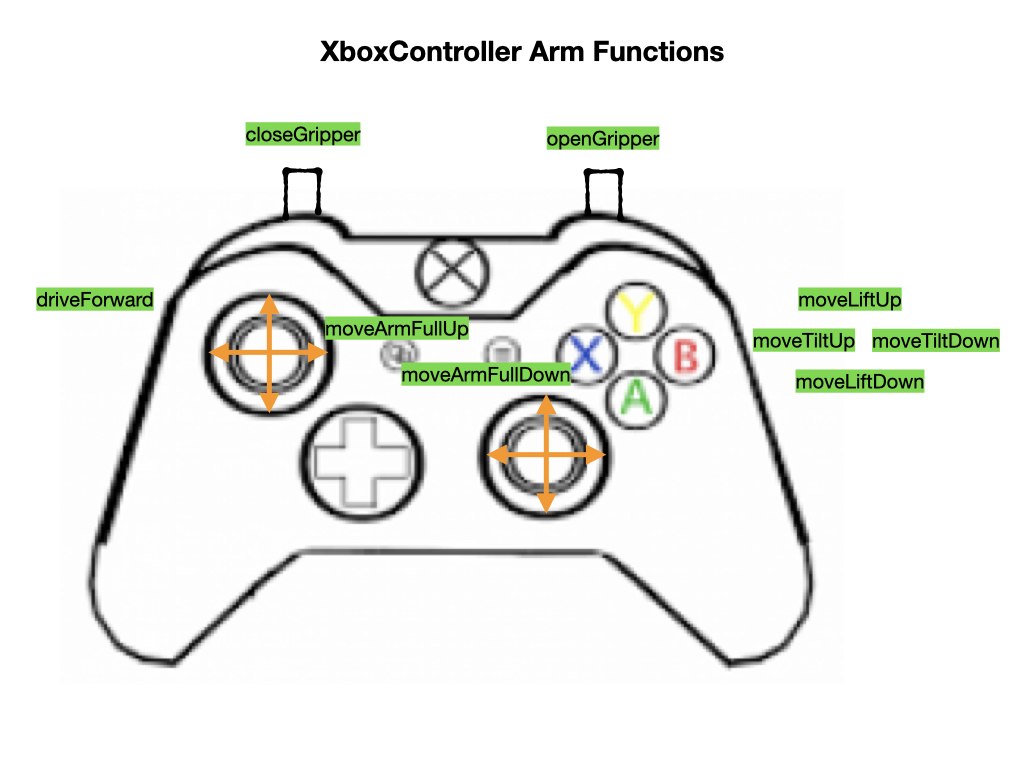 XboxController Arm Functions
closeGripper
openGripper
driveForward
moveLiftUp
Y
moveArmFullUp
moveTiltUp moveTiltDown
X B
moveArmFullDown
moveLiftDown
A